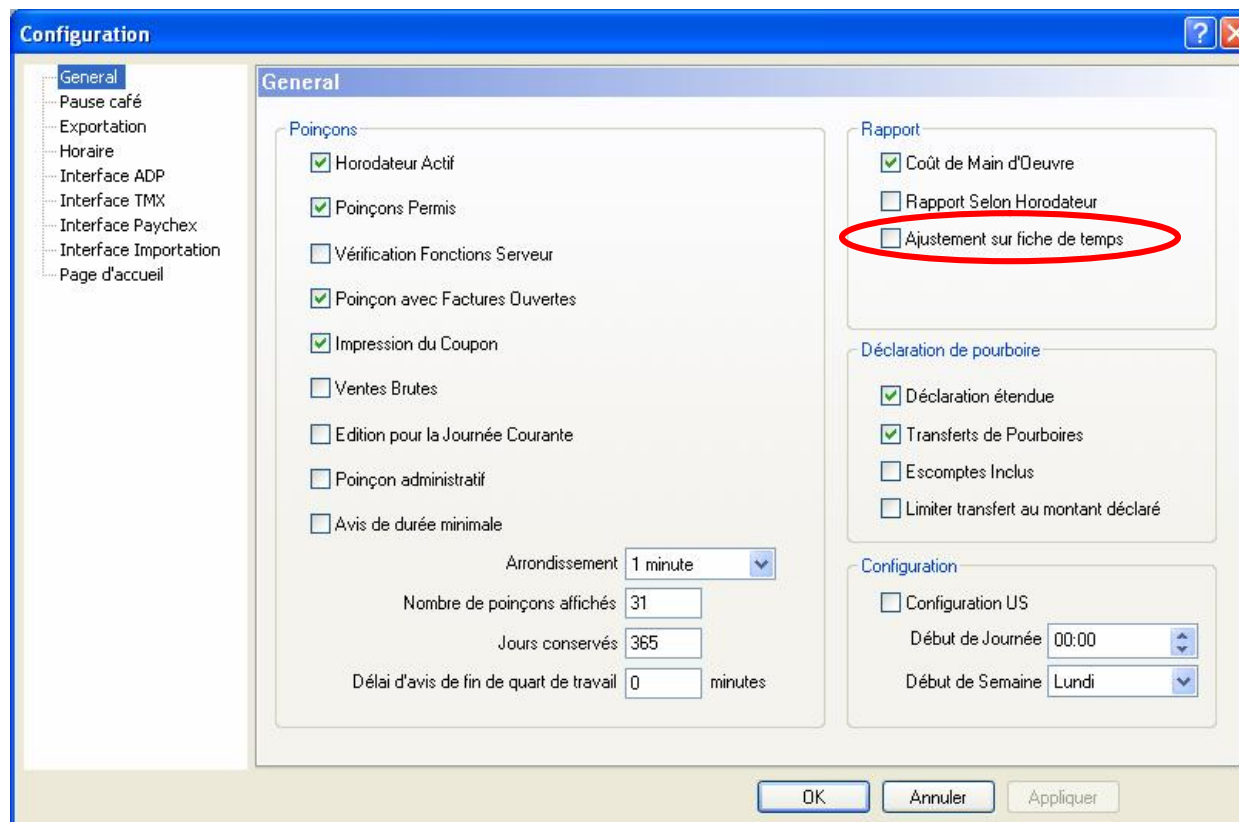 Configuration
General
Pause café
Exportation
Horaire
Interface ADP
Interface TMX
Interface Paychex
Interface Importation
Page d'accueil
General
Poinçons
Horodateur Actif
Poinçons Permis
Vérification Fonctions Serveur
Poinçon avec Factures Ouvertes
Impression du Coupon
Ventes Brutes
Edition pour la Journée Courante
Poinçon administratif
Avis de durée minimale
Arrondissement 1 minute
Nombre de poinçons affichés 31
Jours conservés 365
Délai d'avis de fin de quart de travail 0 minutes
Rapport
Coût de Main d'Oeuvre
Rapport Selon Horodateur
Ajustement sur fiche de temps
Déclaration de pourboire
Déclaration étendue
Transferts de Pourboires
Escomptes Inclus
Limiter transfert au montant déclaré
Configuration
Configuration US
Début de Journée 00:00
Début de Semaine Lundi
OK Annuler Appliquer